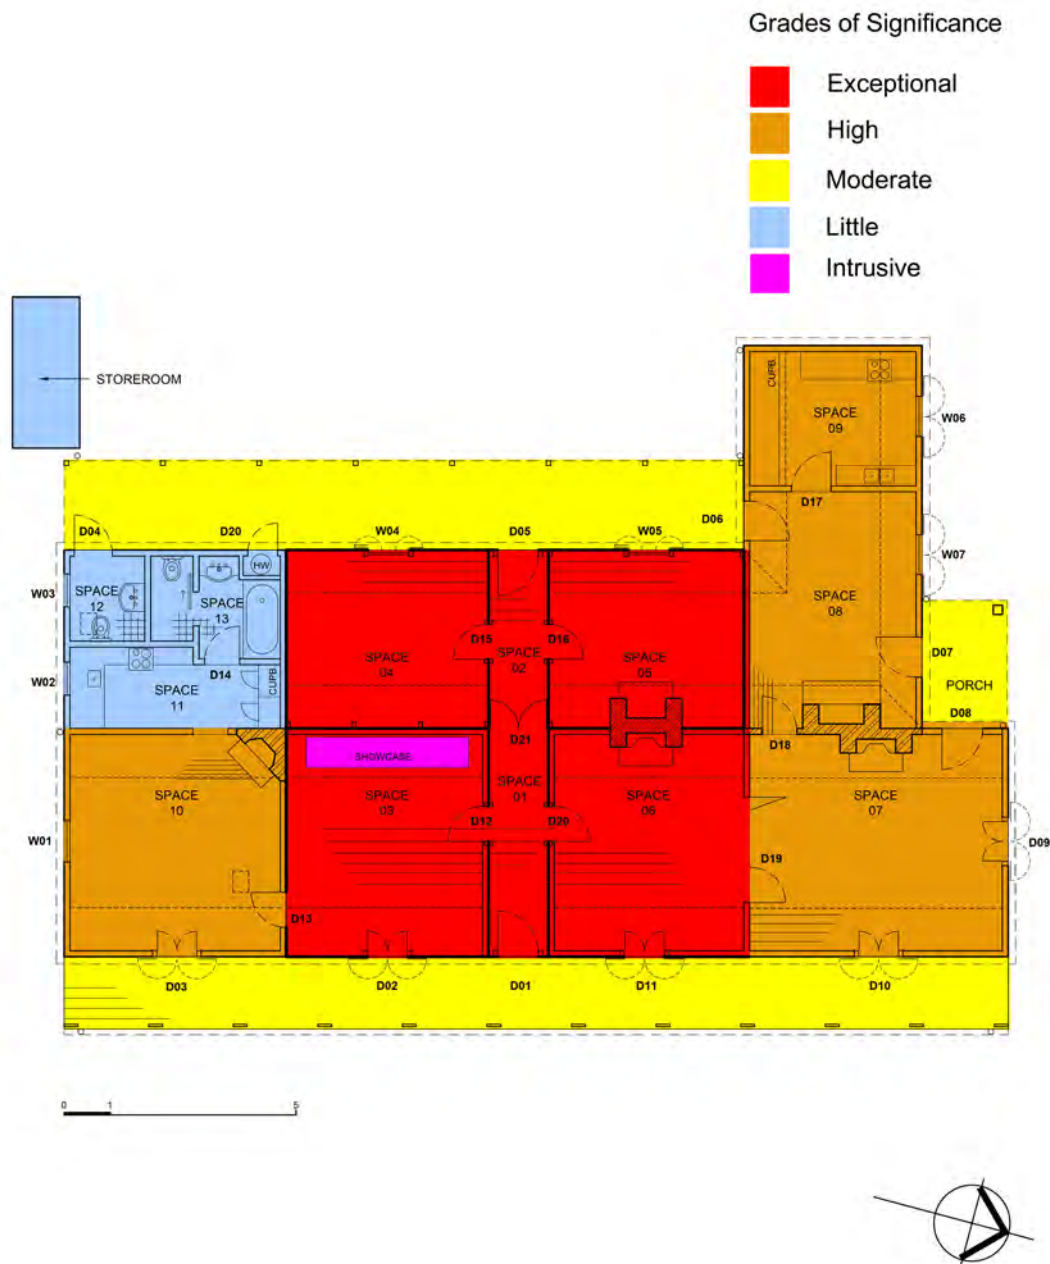 Grades of Significance
Exceptional
High
Moderate
Little
Intrusive
STOREROOM
CUPB.
SPACE
09
W06
D17
D04
D20
W04
D05
W05
D06
W07
HW
W03
SPACE
12
SPACE
13
SPACE
08
D15
D16
SPACE
02
SPACE
04
SPACE
05
D07
W02
D14
SPACE
11
CUPB
PORCH
D08
D21
D18
SHOWCASE
SPACE
10
SPACE
03
SPACE
01
SPACE
06
SPACE
07
D12
D20
W01
D09
D19
D13
D03
D02
D01
D11
D10
0 1 5